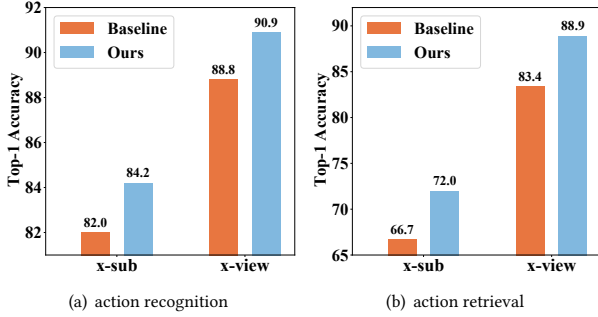 92
90
88
86
84
82
Top-1 Accuracy
Baseline
Ours
82.0
84.2
88.8
90.9
x-sub
x-view
(a) action recognition
90
85
80
75
70
65
Top-1 Accuracy
Baseline
Ours
66.7
72.0
83.4
88.9
x-sub
x-view
(b) action retrieval